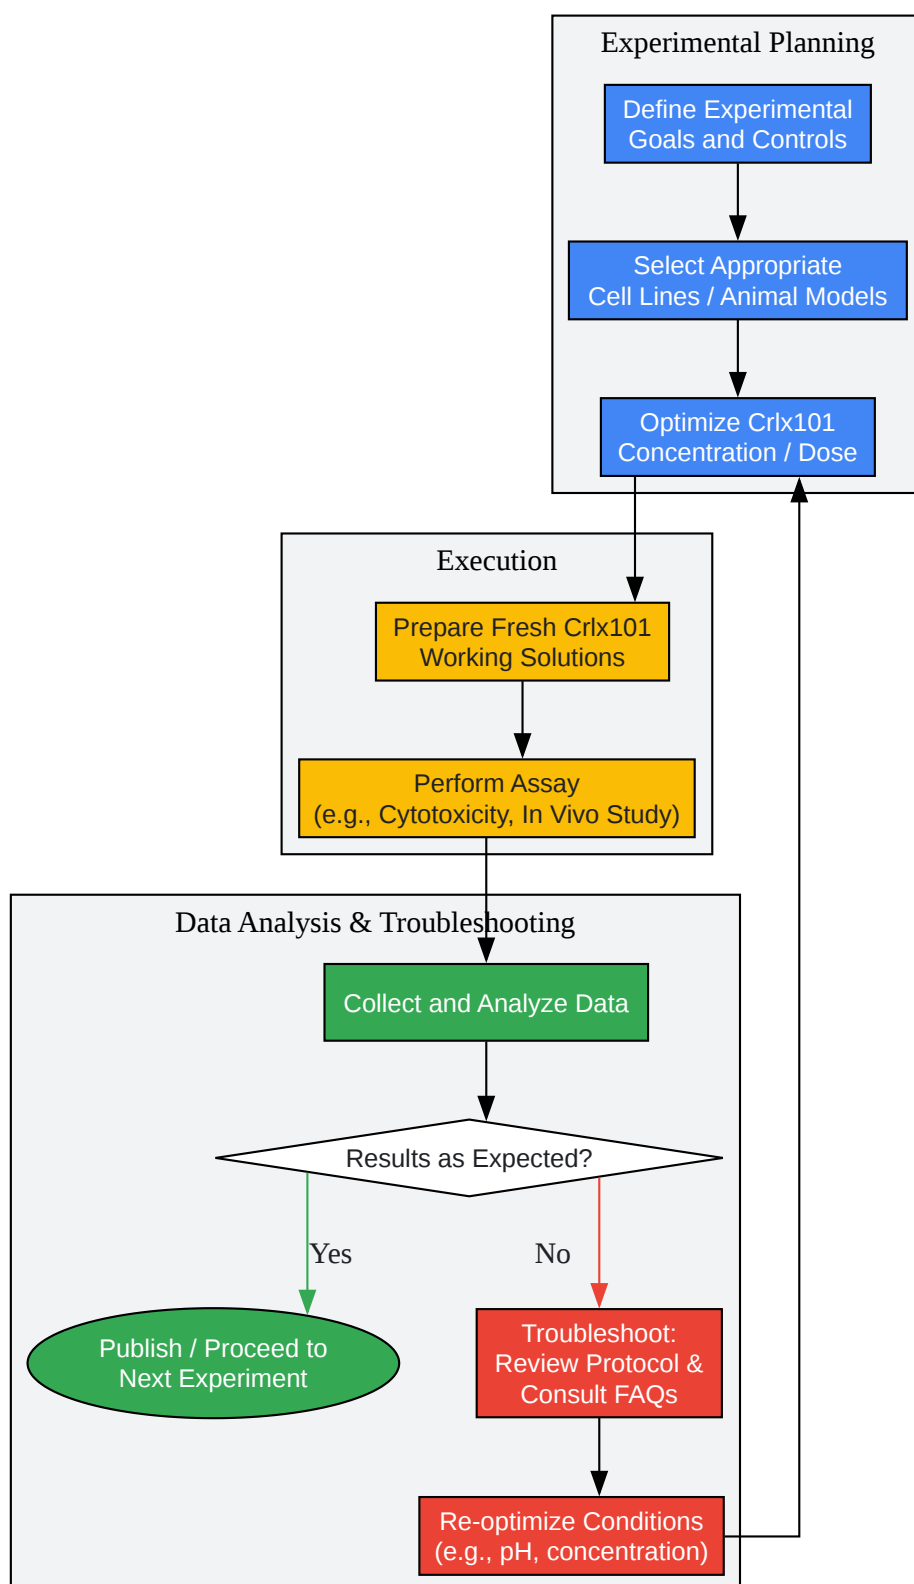 Experimental Planning
Define Experimental
Goals and Controls
Select Appropriate
Cell Lines / Animal Models
Optimize Crlx101
Concentration / Dose
Execution
Prepare Fresh Crlx101
Working Solutions
Perform Assay
(e.g., Cytotoxicity, In Vivo Study)
Data Analysis & Troubleshooting
Collect and Analyze Data
Results as Expected?
Yes
No
Publish / Proceed to
Next Experiment
Troubleshoot:
Review Protocol &
Consult FAQs
Re-optimize Conditions
(e.g., pH, concentration)